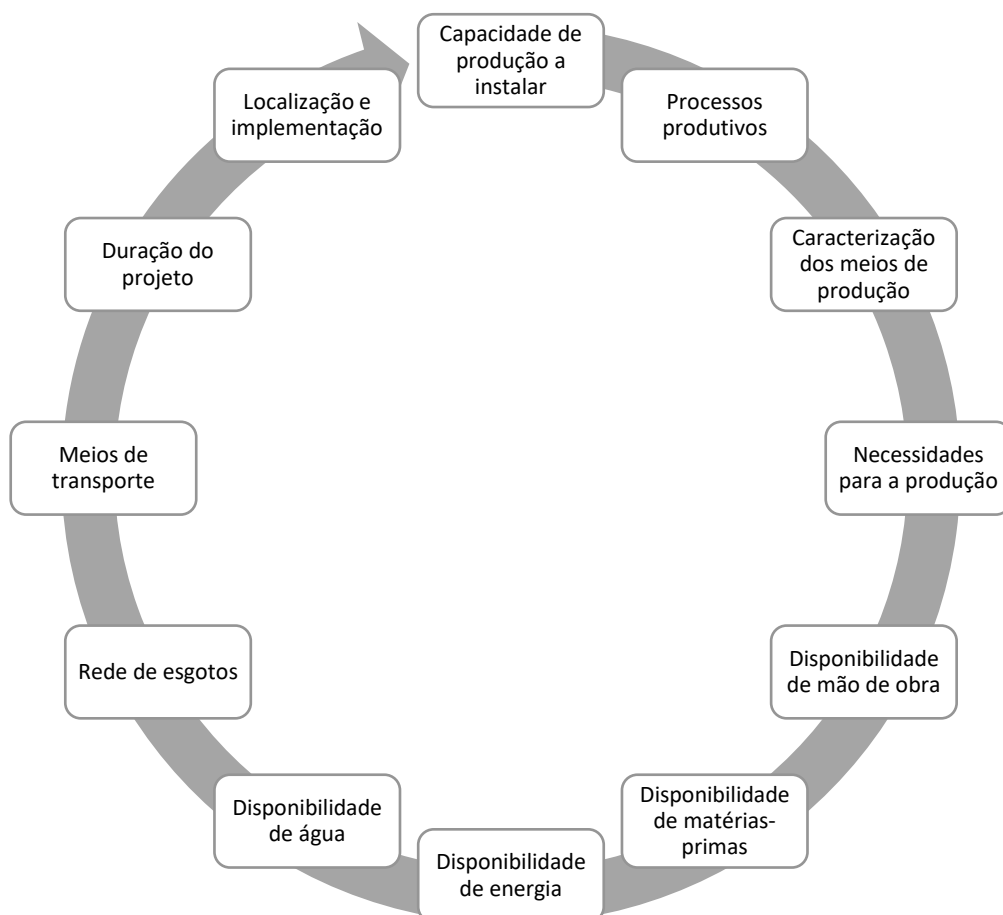 Capacidade de
produção a
instalar
Processos
produtivos
Caracterização
dos meios de
produção
Necessidades
para a produção
Disponibilidade
de mão de obra
Disponibilidade
de matérias-
primas
Disponibilidade
de energia
Disponibilidade
de água
Rede de esgotos
Meios de
transporte
Duração do
projeto
Localização e
implementação